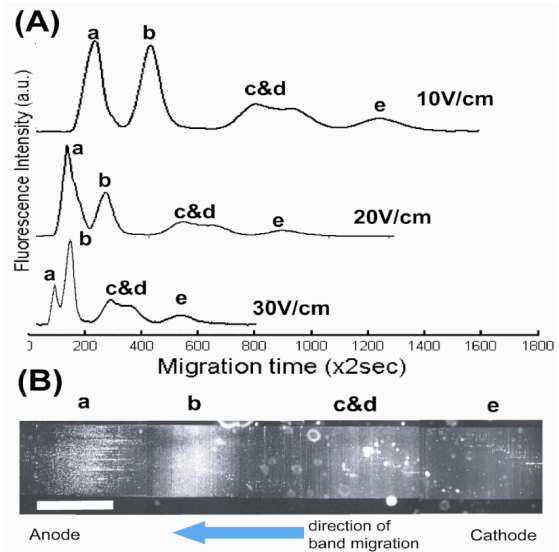 (A)
Fluorescence Intensity (a.u.)
a b c&d e 10V/cm
a b c&d e 20V/cm
a b c&d e 30V/cm
0 200 400 600 800 1000 1200 1400 1600 1800
Migration time (x2sec)
(B)
a b c&d e
Anode direction of band migration Cathode